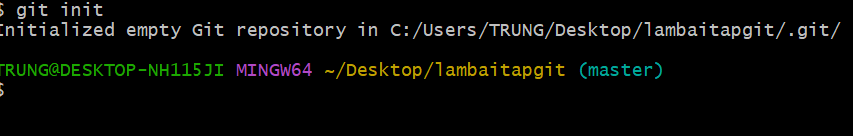 $ git init
Initialized empty Git repository in C:/Users/TRUNG/Desktop/lambaitapgit/.git/
TRUNG@DESKTOP-NH115JI MINGW64 ~/Desktop/lambaitapgit (master)
$